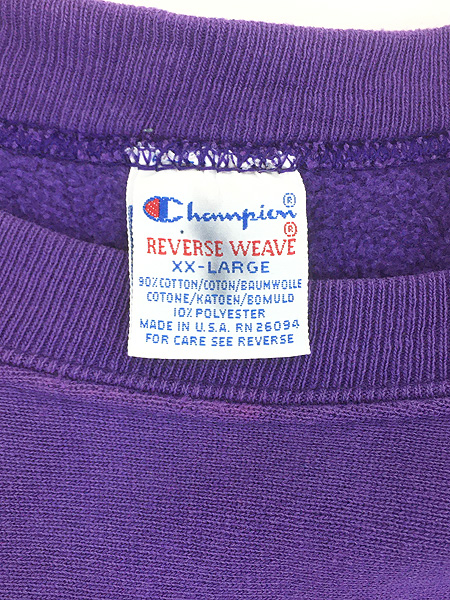 Champion ®
REVERSE WEAVE ®
XX-LARGE
90% COTTON/COTON/BAUMWOLLE
COTONE/KATOEN/BOMULD
10% POLYESTER
MADE IN U.S.A. RN 26094
FOR CARE SEE REVERSE